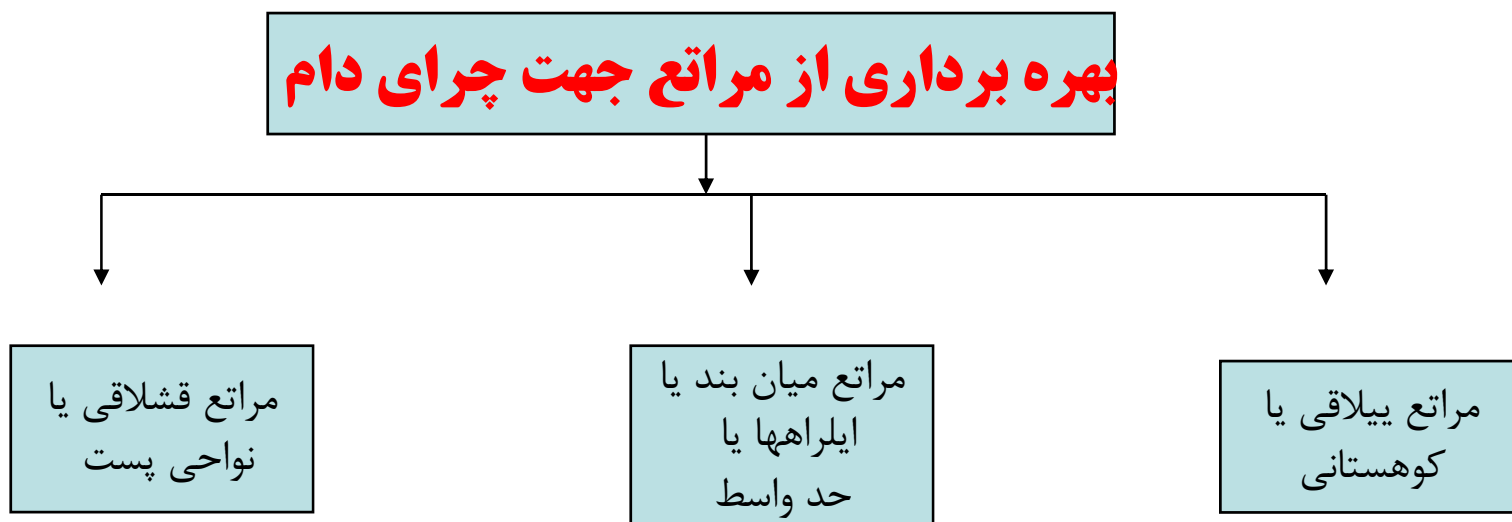 بهره برداری از مراتع جهت چرای دام
مراتع ییلاقی یا
کوهستانی
مراتع میان بند یا
ایلراهها یا
حد واسط
مراتع قشلاقی یا
نواحی پست